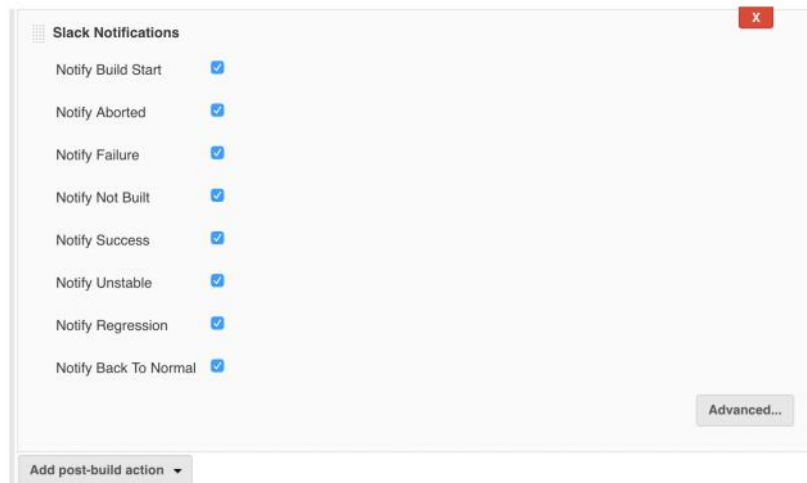 X
Slack Notifications
Notify Build Start
Notify Aborted
Notify Failure
Notify Not Built
Notify Success
Notify Unstable
Notify Regression
Notify Back To Normal
Advanced...
Add post-build action